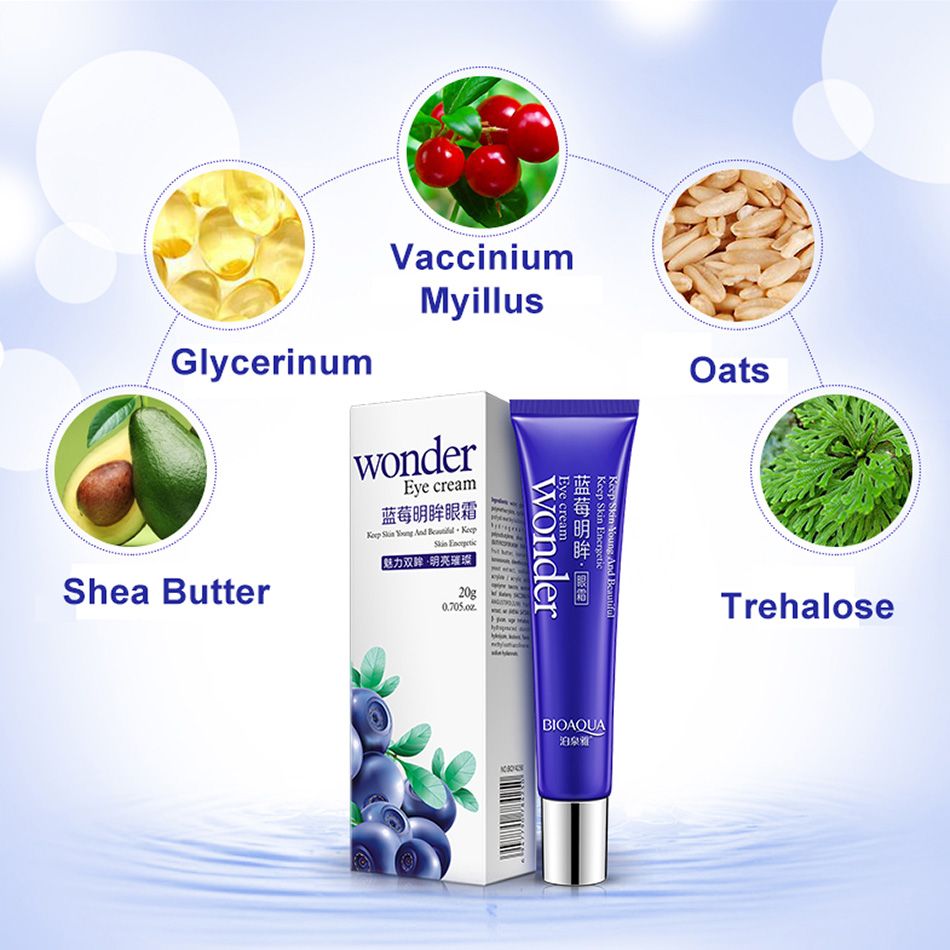 Vaccinium
Myillus
Glycerinum
Oats
Shea Butter
Trehalose
wonder
Eye cream
蓝莓明眸眼霜
Keep Skin Young And Beautiful · Keep
Skin Energetic
魅力双眸·明亮璀璨
20g
0.705.oz.
Keep Skin Young And Beautiful
Keep Skin Energetic
蓝莓明眸·眼霜
Eye cream
wonder
BIOAQUA
泊泉雅